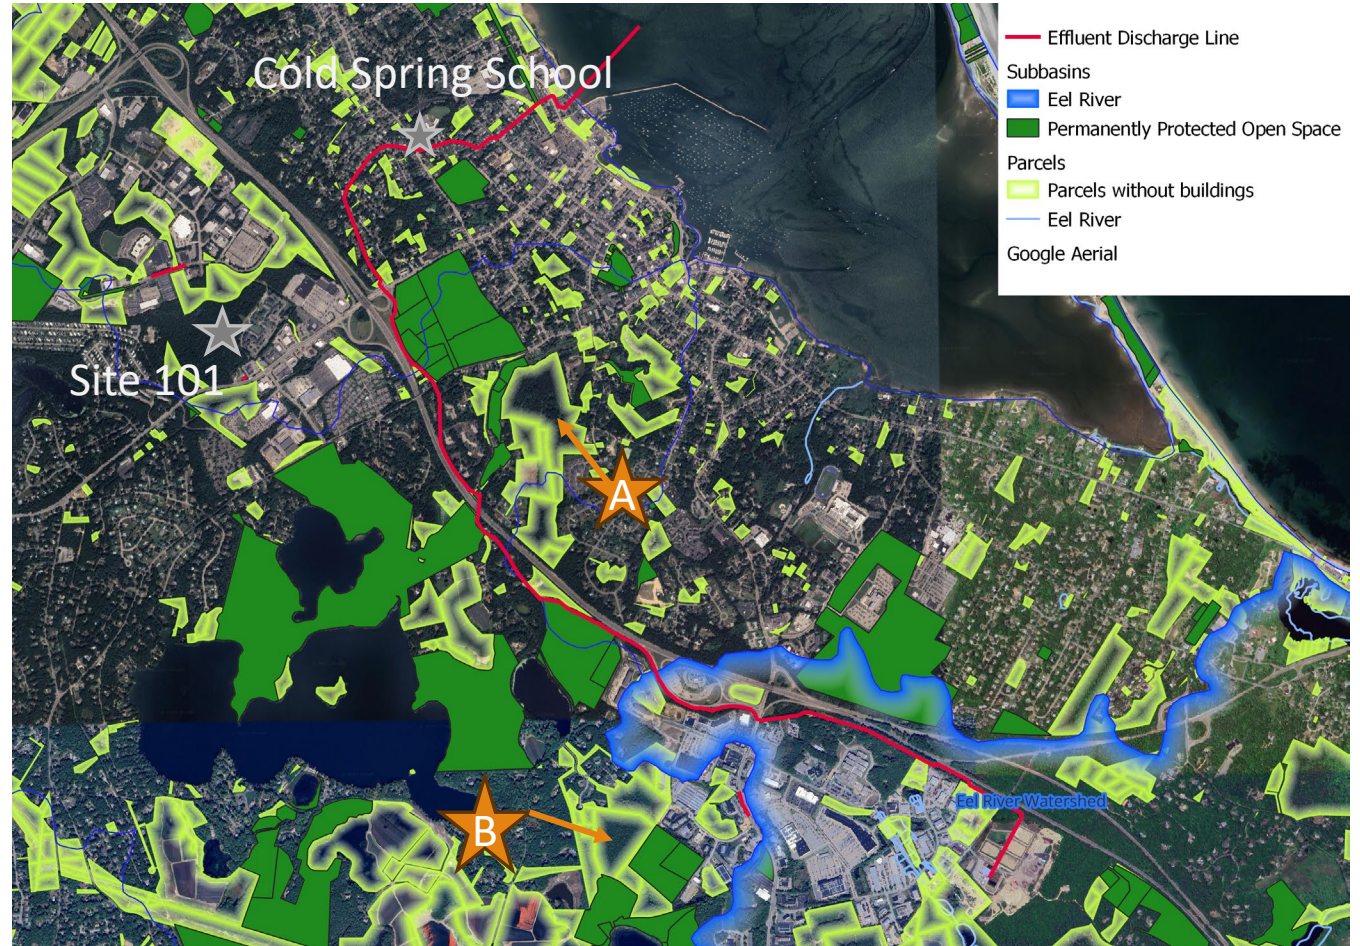 Cold Spring School
Effluent Discharge Line
Subbasins
Eel River
Permanently Protected Open Space
Parcels
Parcels without buildings
Eel River
Google Aerial
Site 101
A
Eel River Watershed
B